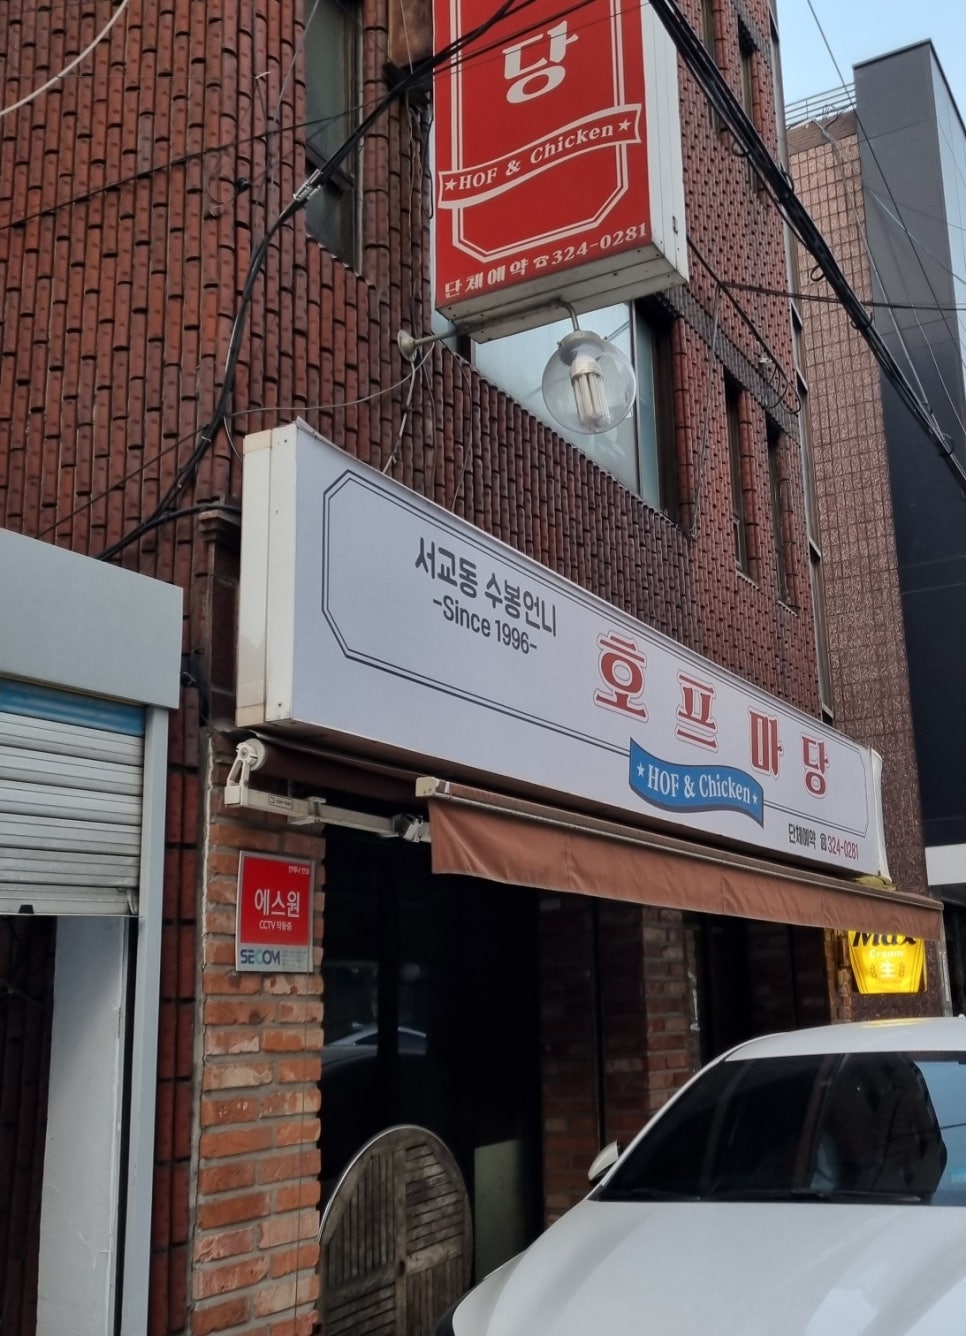 당
★HOF & Chicken★
단체예약 ☎324-0281
서교동 수봉언니
-Since 1996-
호프마당
★HOF & Chicken★
단체예약 ☎324-0281
에스원
CCTV 작동중
SECOM
Max
Cream
生